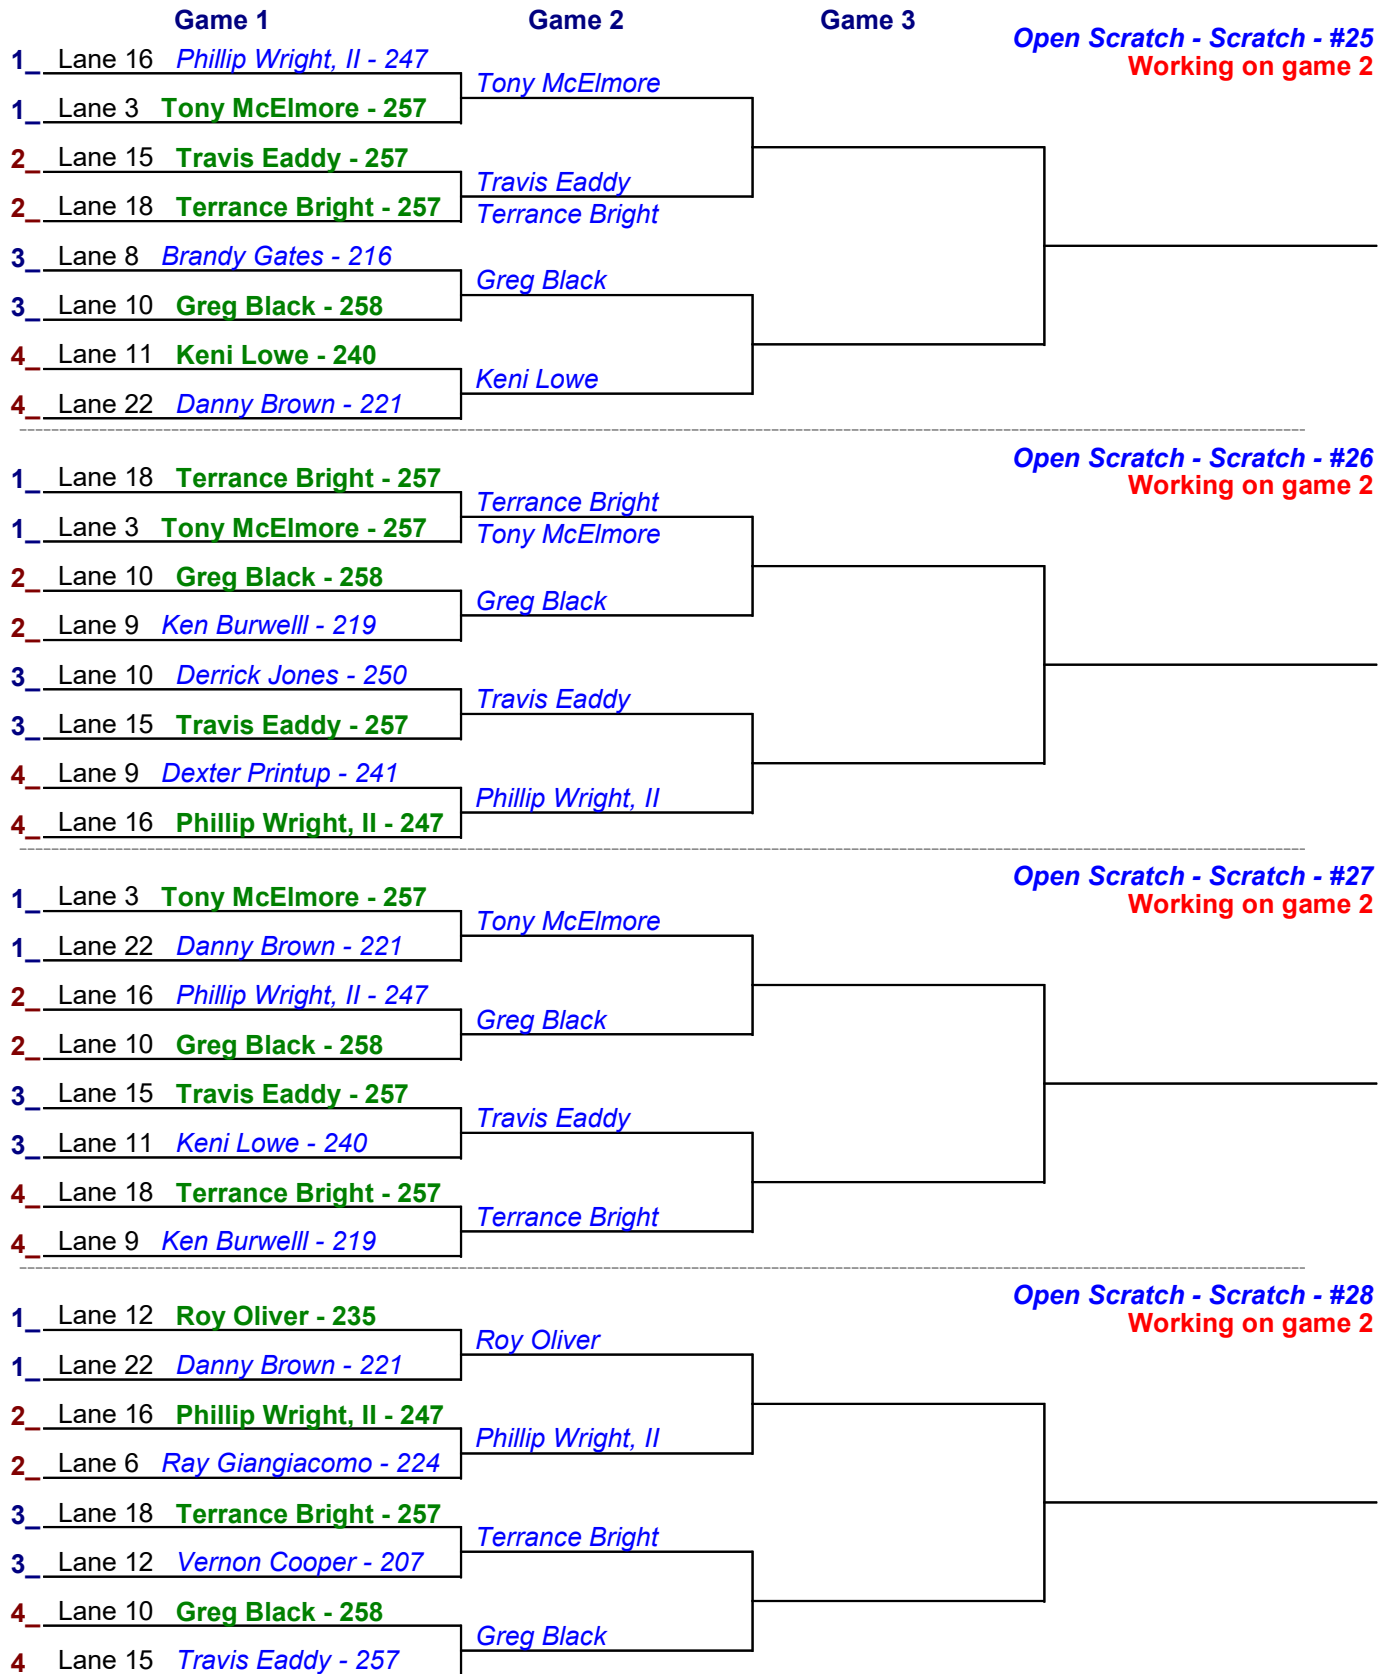 Game 1 Game 2 Game 3
Open Scratch - Scratch - #25
Working on game 2
1_ Lane 16 Phillip Wright, II - 247
Tony McElmore
1_ Lane 3 Tony McElmore - 257
2_ Lane 15 Travis Eaddy - 257
Travis Eaddy
2_ Lane 18 Terrance Bright - 257
Terrance Bright
3_ Lane 8 Brandy Gates - 216
Greg Black
3_ Lane 10 Greg Black - 258
4_ Lane 11 Keni Lowe - 240
Keni Lowe
4_ Lane 22 Danny Brown - 221
Open Scratch - Scratch - #26
Working on game 2
1_ Lane 18 Terrance Bright - 257
Terrance Bright
1_ Lane 3 Tony McElmore - 257
Tony McElmore
2_ Lane 10 Greg Black - 258
Greg Black
2_ Lane 9 Ken Burwelll - 219
3_ Lane 10 Derrick Jones - 250
Travis Eaddy
3_ Lane 15 Travis Eaddy - 257
4_ Lane 9 Dexter Printup - 241
Phillip Wright, II
4_ Lane 16 Phillip Wright, II - 247
Open Scratch - Scratch - #27
Working on game 2
1_ Lane 3 Tony McElmore - 257
Tony McElmore
1_ Lane 22 Danny Brown - 221
2_ Lane 16 Phillip Wright, II - 247
Greg Black
2_ Lane 10 Greg Black - 258
3_ Lane 15 Travis Eaddy - 257
Travis Eaddy
3_ Lane 11 Keni Lowe - 240
4_ Lane 18 Terrance Bright - 257
Terrance Bright
4_ Lane 9 Ken Burwelll - 219
Open Scratch - Scratch - #28
Working on game 2
1_ Lane 12 Roy Oliver - 235
Roy Oliver
1_ Lane 22 Danny Brown - 221
2_ Lane 16 Phillip Wright, II - 247
Phillip Wright, II
2_ Lane 6 Ray Giangiacomo - 224
3_ Lane 18 Terrance Bright - 257
Terrance Bright
3_ Lane 12 Vernon Cooper - 207
4_ Lane 10 Greg Black - 258
Greg Black
4 Lane 15 Travis Eaddy - 257